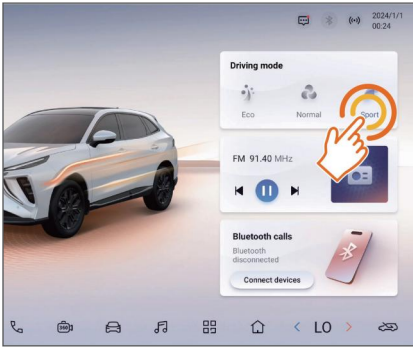 2024/1/1
00:24
Driving mode
Eco Normal Sport
FM 91.40 MHz
Bluetooth calls
Bluetooth
disconnected
Connect devices
360
< LO >